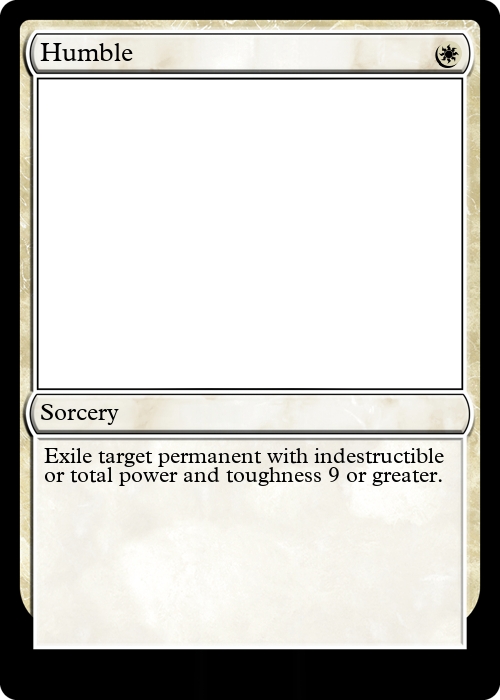 Humble
Sorcery
Exile target permanent with indestructible
or total power and toughness 9 or greater.